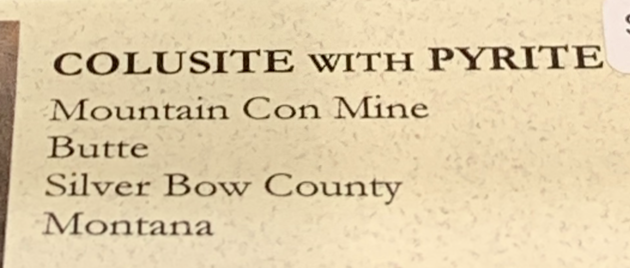 COLUSITE WITH PYRITE
Mountain Con Mine
Butte
Silver Bow County
Montana